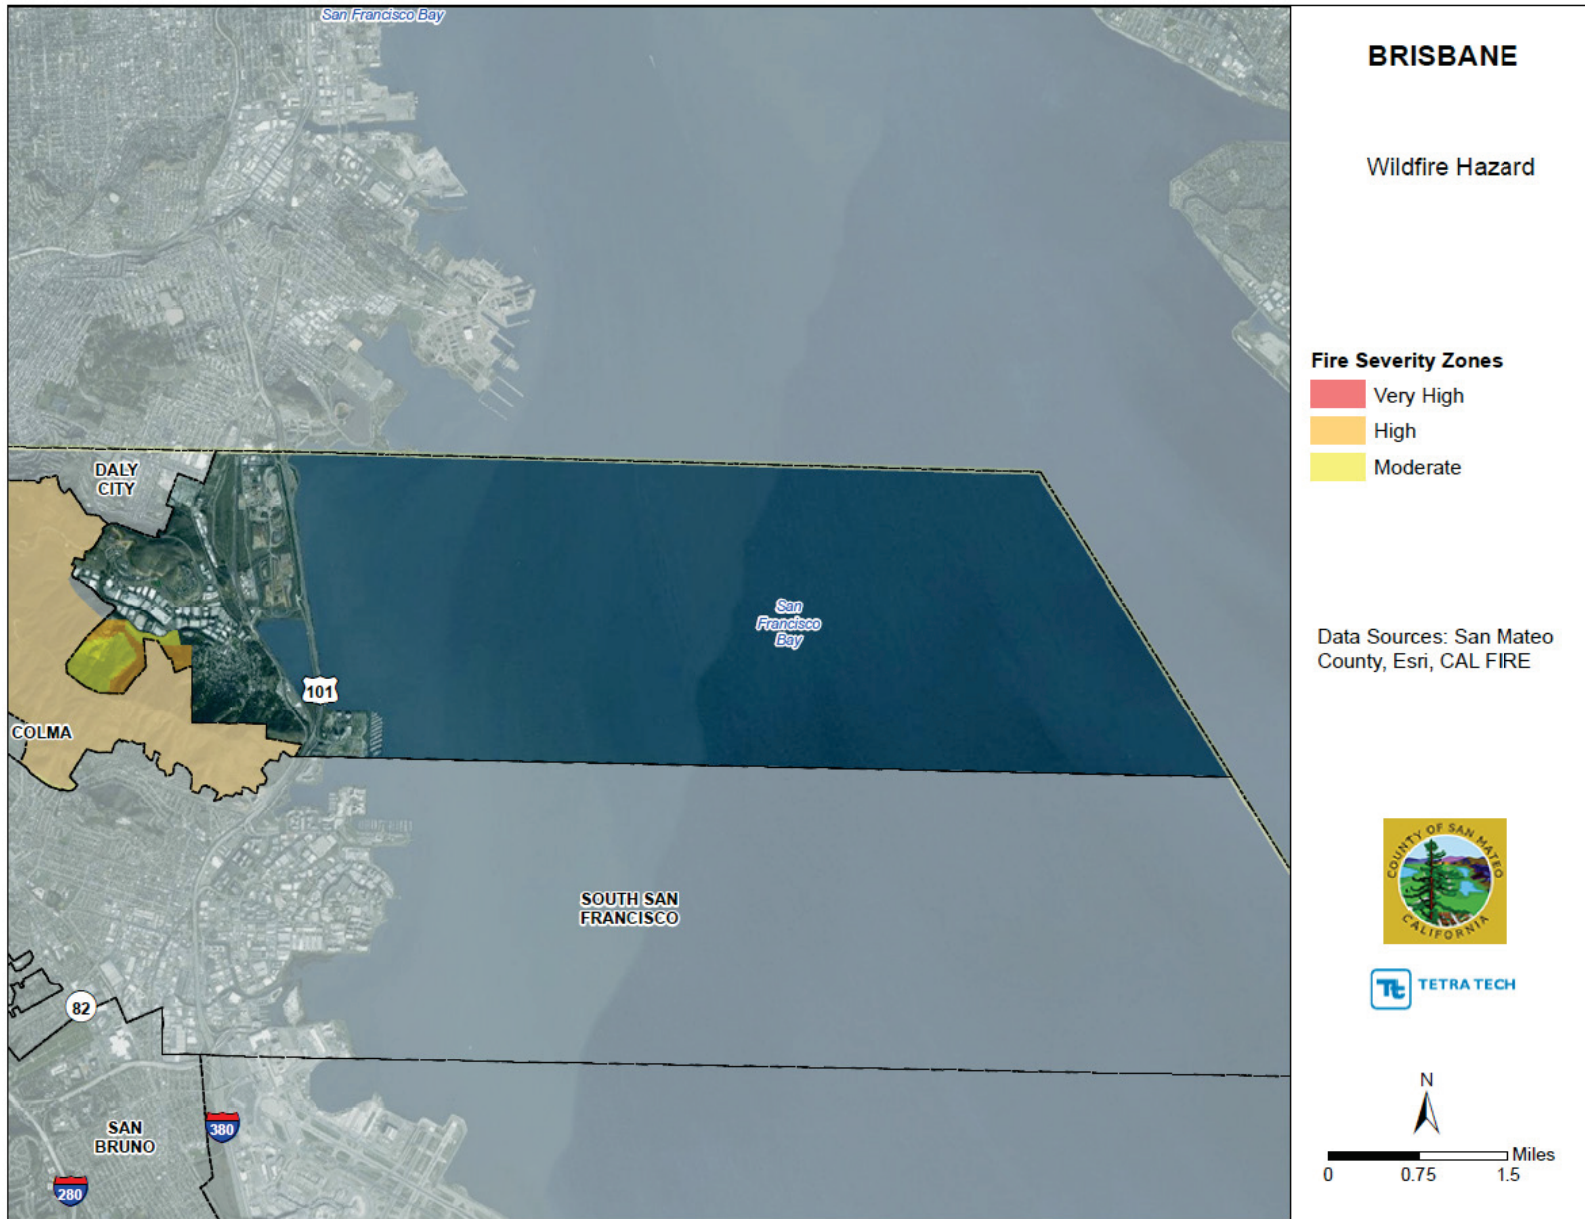 San Francisco Bay
DALY
CITY
San
Francisco
Bay
101
COLMA
SOUTH SAN
FRANCISCO
82
SAN
BRUNO
380
280
BRISBANE
Wildfire Hazard
Fire Severity Zones
Very High
High
Moderate
Data Sources: San Mateo
County, Esri, CAL FIRE
COUNTY OF SAN MATEO
CALIFORNIA
Tt TETRA TECH
N
Miles
0 0.75 1.5